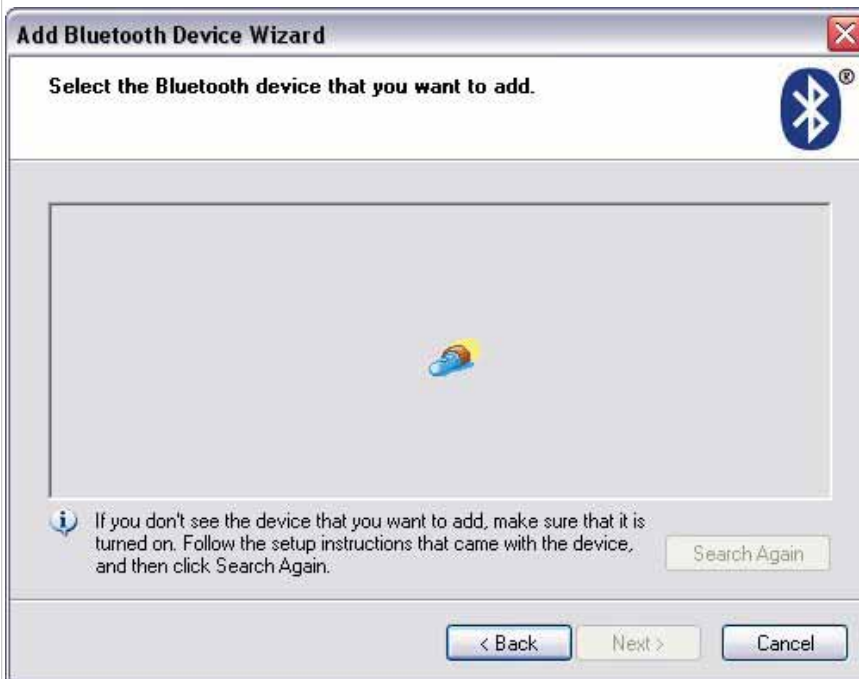 Add Bluetooth Device Wizard
Select the Bluetooth device that you want to add.
®
If you don't see the device that you want to add, make sure that it is
turned on. Follow the setup instructions that came with the device,
and then click Search Again.
Search Again
< Back
Next >
Cancel